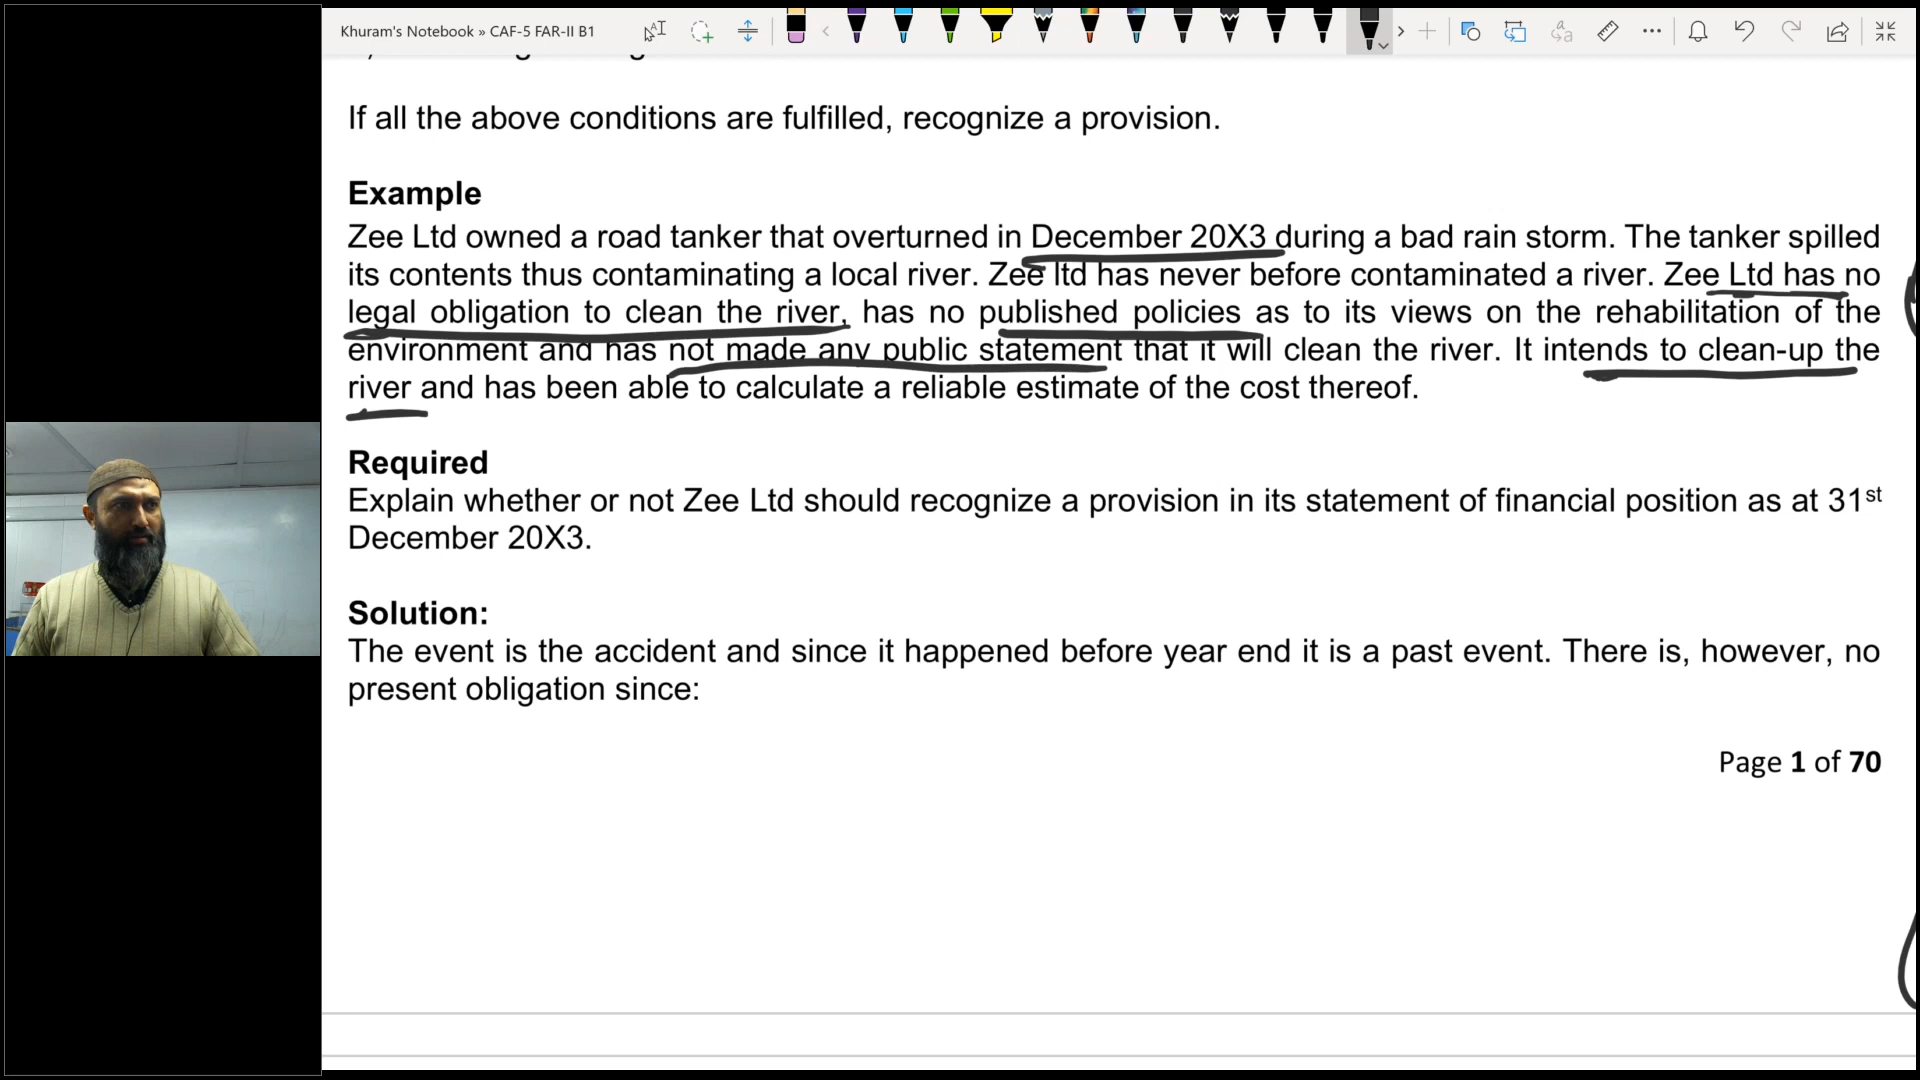 Khuram's Notebook » CAF-5 FAR-II B1
If all the above conditions are fulfilled, recognize a provision.
Example
Zee Ltd owned a road tanker that overturned in December 20X3 during a bad rain storm. The tanker spilled
its contents thus contaminating a local river. Zee ltd has never before contaminated a river. Zee Ltd has no
legal obligation to clean the river, has no published policies as to its views on the rehabilitation of the
environment and has not made any public statement that it will clean the river. It intends to clean-up the
river and has been able to calculate a reliable estimate of the cost thereof.
Required
Explain whether or not Zee Ltd should recognize a provision in its statement of financial position as at 31st
December 20X3.
Solution:
The event is the accident and since it happened before year end it is a past event. There is, however, no
present obligation since:
Page 1 of 70